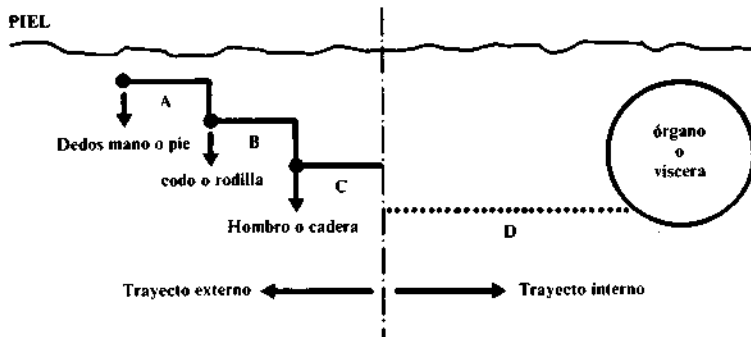 PIEL
A
Dedos mano o pie
B
codo o rodilla
C
Hombro o cadera
D
órgano
o
víscera
Trayecto externo
Trayecto interno